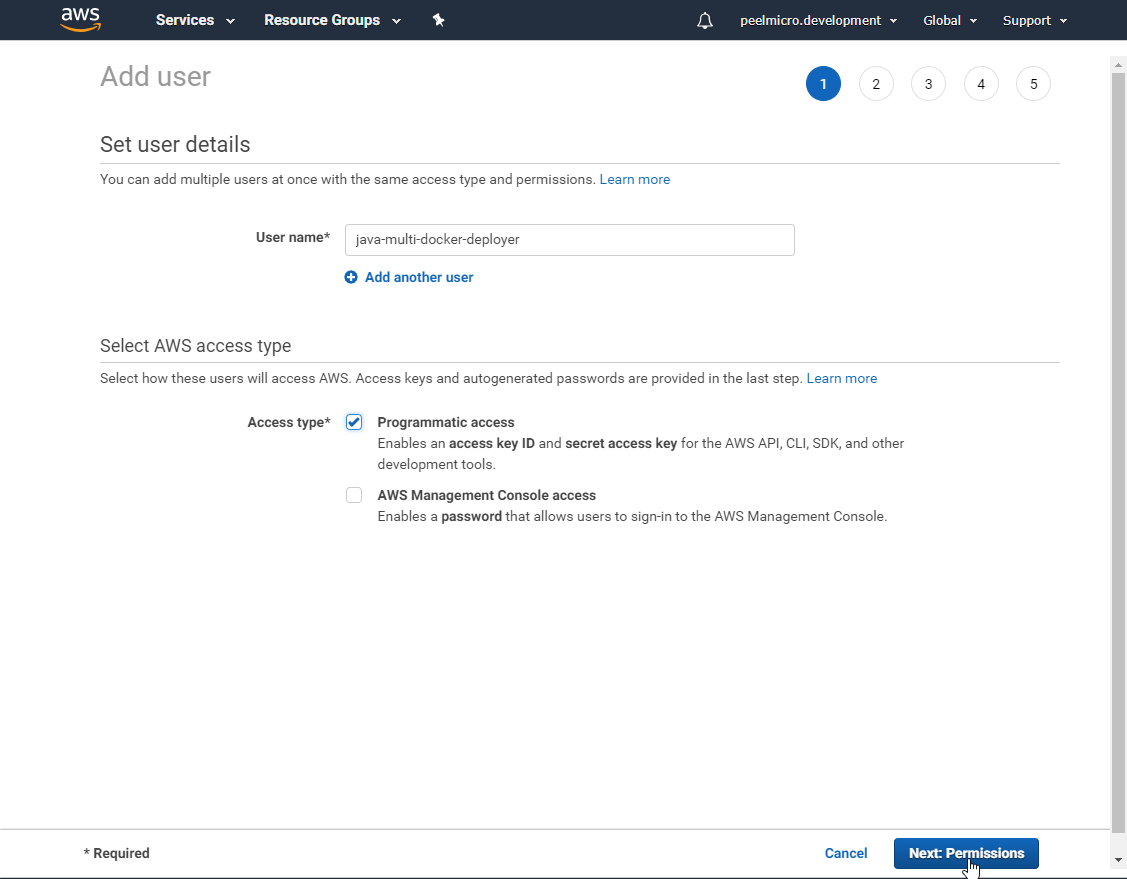 aws Services Resource Groups peelmicro.development Global Support
Add user 1 2 3 4 5
Set user details
You can add multiple users at once with the same access type and permissions. Learn more
User name* java-multi-docker-deployer
Add another user
Select AWS access type
Select how these users will access AWS. Access keys and autogenerated passwords are provided in the last step. Learn more
Access type* Programmatic access
Enables an access key ID and secret access key for the AWS API, CLI, SDK, and other
development tools.
AWS Management Console access
Enables a password that allows users to sign-in to the AWS Management Console.
* Required Cancel Next: Permissions